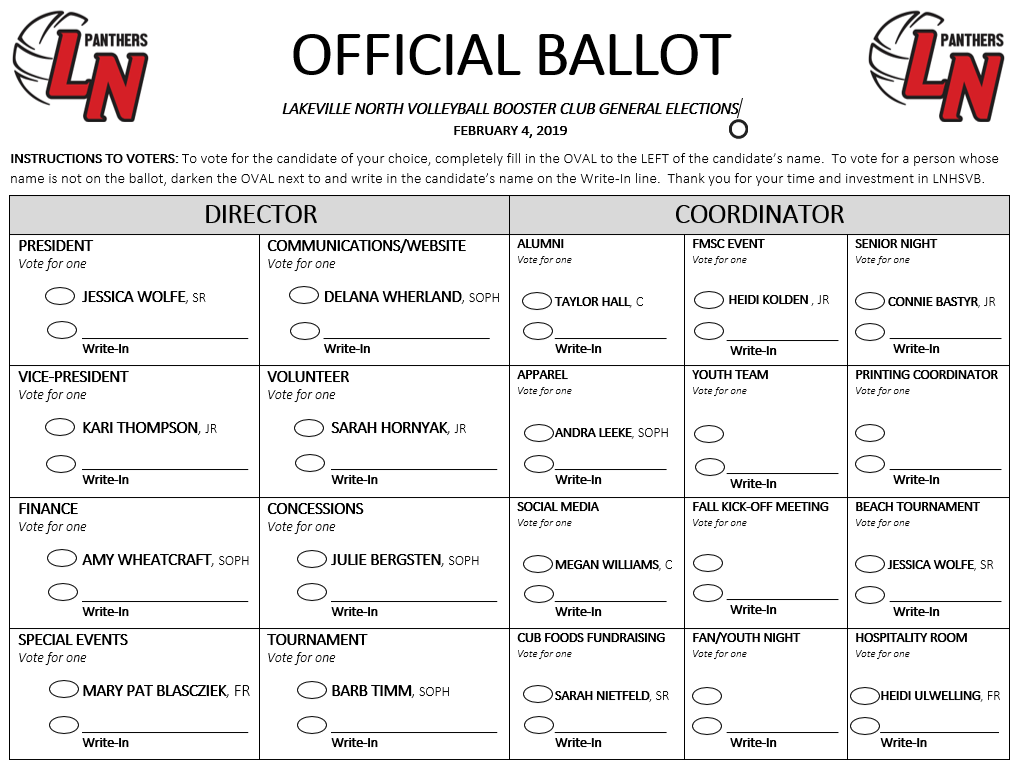 PANTHERS
LN
OFFICIAL BALLOT
PANTHERS
LN
LAKEVILLE NORTH VOLLEYBALL BOOSTER CLUB GENERAL ELECTIONS
FEBRUARY 4, 2019
INSTRUCTIONS TO VOTERS: To vote for the candidate of your choice, completely fill in the OVAL to the LEFT of the candidate's name. To vote for a person whose
name is not on the ballot, darken the OVAL next to and write in the candidate's name on the Write-In line. Thank you for your time and investment in LNHSVB.
DIRECTOR
PRESIDENT
Vote for one
JESSICA WOLFE, SR
Write-In
COMMUNICATIONS/WEBSITE
Vote for one
DELANA WHERLAND, SOPH
Write-In
VICE-PRESIDENT
Vote for one
KARI THOMPSON, JR
Write-In
VOLUNTEER
Vote for one
SARAH HORNYAK, JR
Write-In
FINANCE
Vote for one
AMY WHEATCRAFT, SOPH
Write-In
CONCESSIONS
Vote for one
JULIE BERGSTEN, SOPH
Write-In
SPECIAL EVENTS
Vote for one
MARY PAT BLASCZIEK, FR
Write-In
TOURNAMENT
Vote for one
BARB TIMM, SOPH
Write-In
COORDINATOR
ALUMNI
Vote for one
TAYLOR HALL, C
Write-In
FMSC EVENT
Vote for one
HEIDI KOLDEN , JR
Write-In
SENIOR NIGHT
Vote for one
CONNIE BASTYR, JR
Write-In
APPAREL
Vote for one
ANDRA LEEKE, SOPH
Write-In
YOUTH TEAM
Vote for one
Write-In
PRINTING COORDINATOR
Vote for one
Write-In
SOCIAL MEDIA
Vote for one
MEGAN WILLIAMS, C
Write-In
FALL KICK-OFF MEETING
Vote for one
Write-In
BEACH TOURNAMENT
Vote for one
JESSICA WOLFE, SR
Write-In
CUB FOODS FUNDRAISING
Vote for one
SARAH NIETFELD, SR
Write-In
FAN/YOUTH NIGHT
Vote for one
Write-In
HOSPITALITY ROOM
Vote for one
HEIDI ULWELLING, FR
Write-In